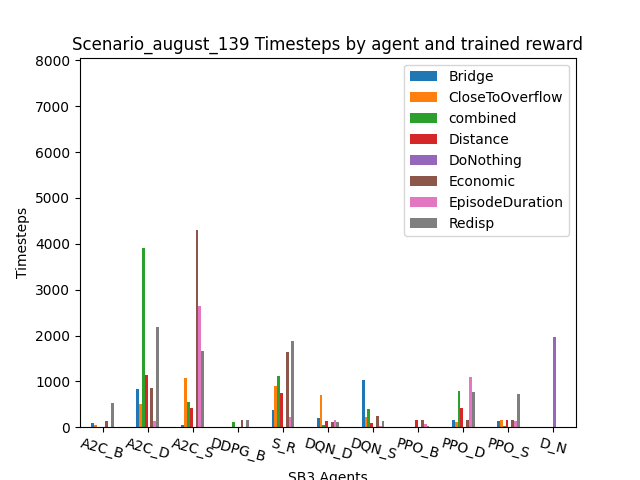 Scenario_august_139 Timesteps by agent and trained reward
8000
7000
6000
5000
4000
3000
2000
1000
0
Timesteps
Bridge
CloseToOverflow
combined
Distance
DoNothing
Economic
EpisodeDuration
Redisp
A2C_B
A2C_D
A2C_S
DDPG_B
S_R
DQN_D
DQN_S
PPO_B
PPO_D
PPO_S
D_N
SB3 Agents